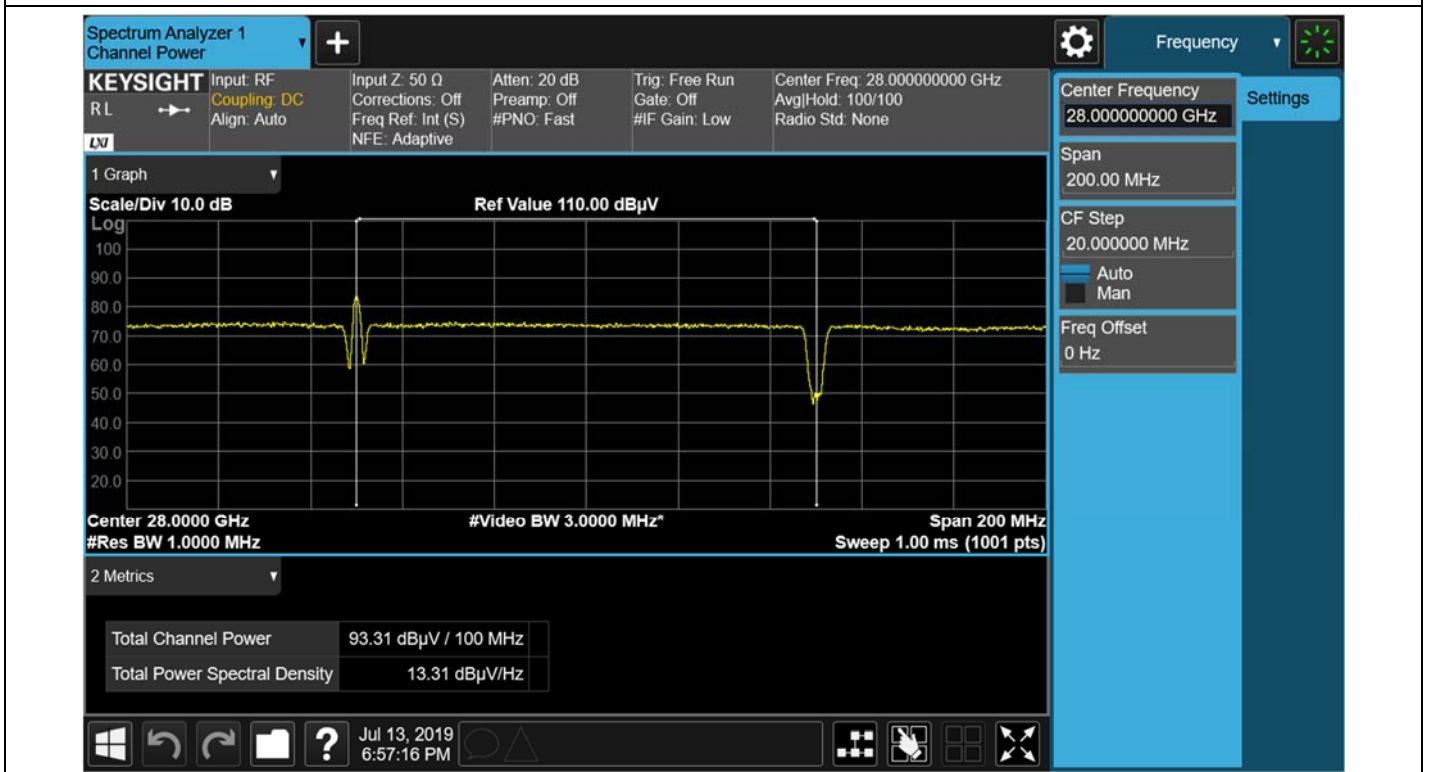 Spectrum Analyzer 1
Channel Power
Frequency
KEYSIGHT
RL
LXI
Input: RF
Coupling: DC
Align: Auto
Input Z: 50 Ω
Corrections: Off
Freq Ref: Int (S)
NFE: Adaptive
Atten: 20 dB
Preamp: Off
#PNO: Fast
Trig: Free Run
Gate: Off
#IF Gain: Low
Center Freq: 28.000000000 GHz
Avg|Hold: 100/100
Radio Std: None
Center Frequency
28.000000000 GHz
Settings
Span
200.00 MHz
CF Step
20.000000 MHz
Auto
Man
Freq Offset
0 Hz
1 Graph
Scale/Div 10.0 dB
Ref Value 110.00 dBµV
Log
100
90.0
80.0
70.0
60.0
50.0
40.0
30.0
20.0
Center 28.0000 GHz
#Video BW 3.0000 MHz*
Span 200 MHz
#Res BW 1.0000 MHz
Sweep 1.00 ms (1001 pts)
2 Metrics
Total Channel Power 93.31 dBµV / 100 MHz
Total Power Spectral Density 13.31 dBµV/Hz
?
Jul 13, 2019
6:57:16 PM